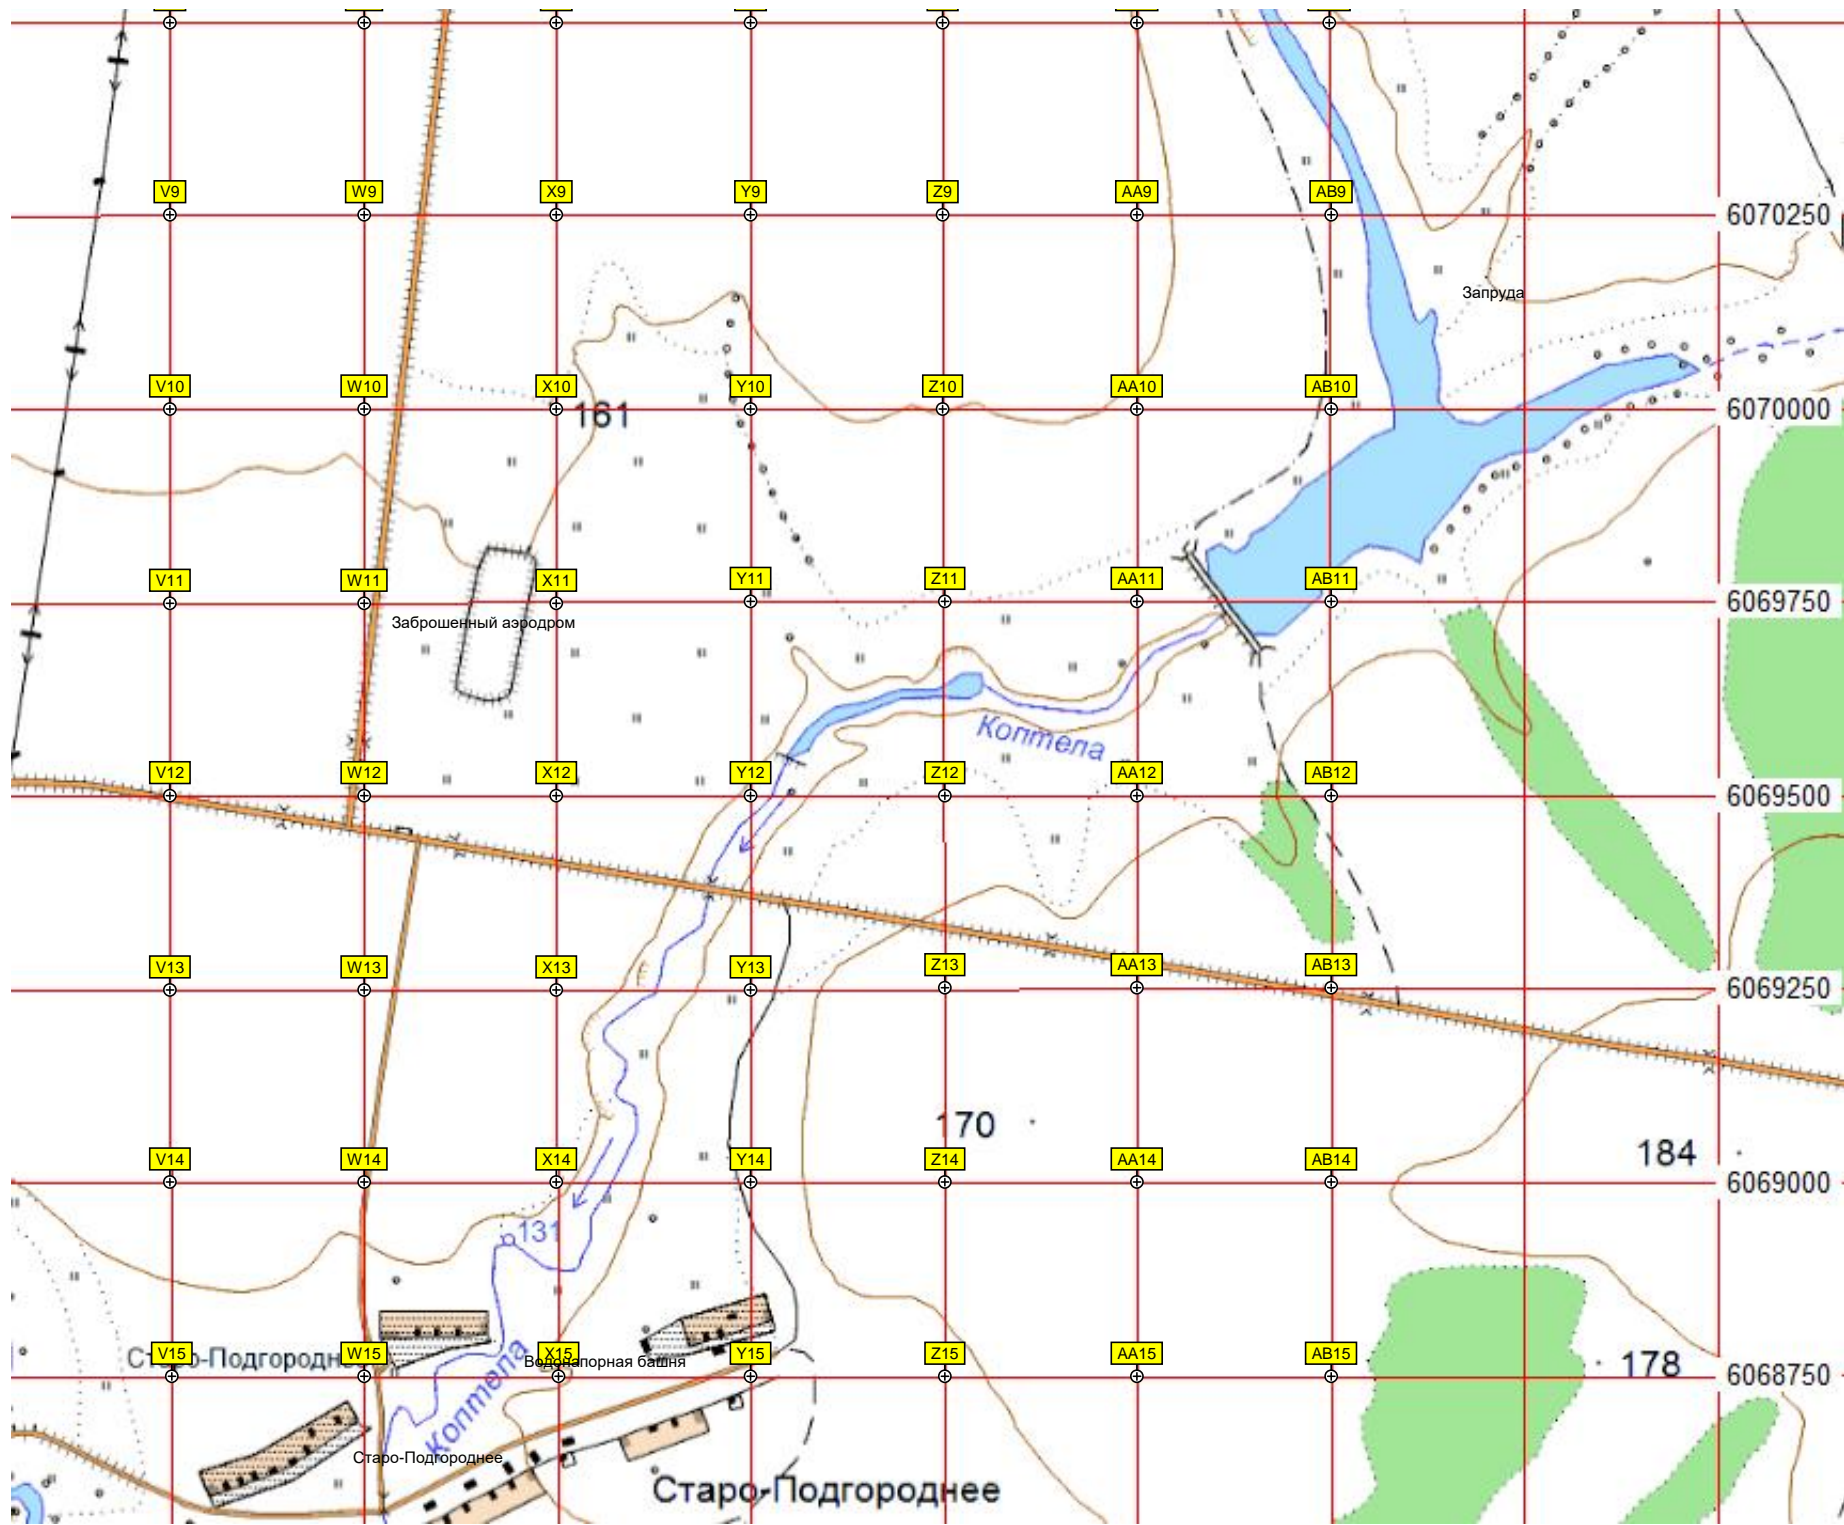 V9 W9 X9 Y9 Z9 AA9 AB9
6070250
Запруда
V10 W10 X10 Y10 Z10 AA10 AB10
161
6070000
V11 W11 X11 Y11 Z11 AA11 AB11
6069750
Заброшенный аэродром
Коптела
V12 W12 X12 Y12 Z12 AA12 AB12
6069500
V13 W13 X13 Y13 Z13 AA13 AB13
6069250
170
184
V14 W14 X14 Y14 Z14 AA14 AB14
6069000
131
V15 W15 X15 Y15 Z15 AA15 AB15
Старо-Подгороднее
Водонапорная башня
178
6068750
Коптела
Старо-Подгороднее
Старо-Подгороднее